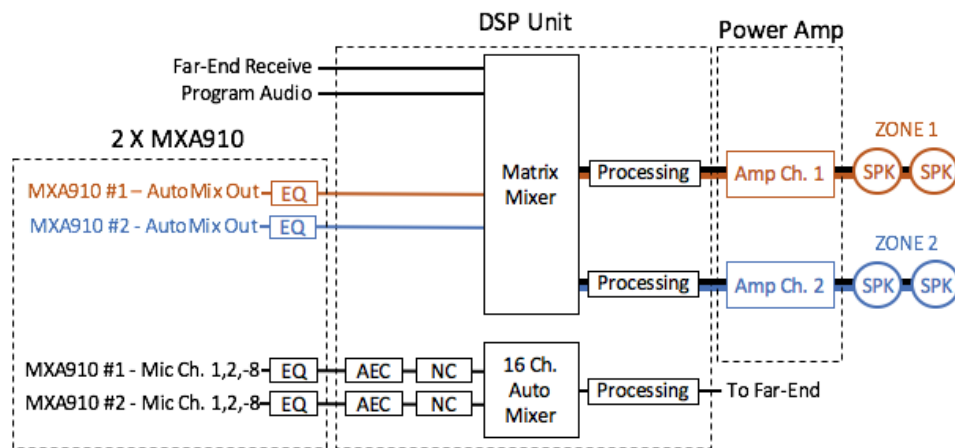 DSP Unit
Power Amp
Far-End Receive
Program Audio
2 X MXA910
ZONE 1
MXA910 #1 – AutoMix Out
EQ
Matrix
Mixer
Processing
Amp Ch. 1
SPK
SPK
MXA910 #2 - AutoMix Out
EQ
ZONE 2
Processing
Amp Ch. 2
SPK
SPK
MXA910 #1 - Mic Ch. 1,2,-8
EQ
AEC
NC
16 Ch.
Auto
Mixer
Processing
To Far-End
MXA910 #2 - Mic Ch. 1,2,-8
EQ
AEC
NC